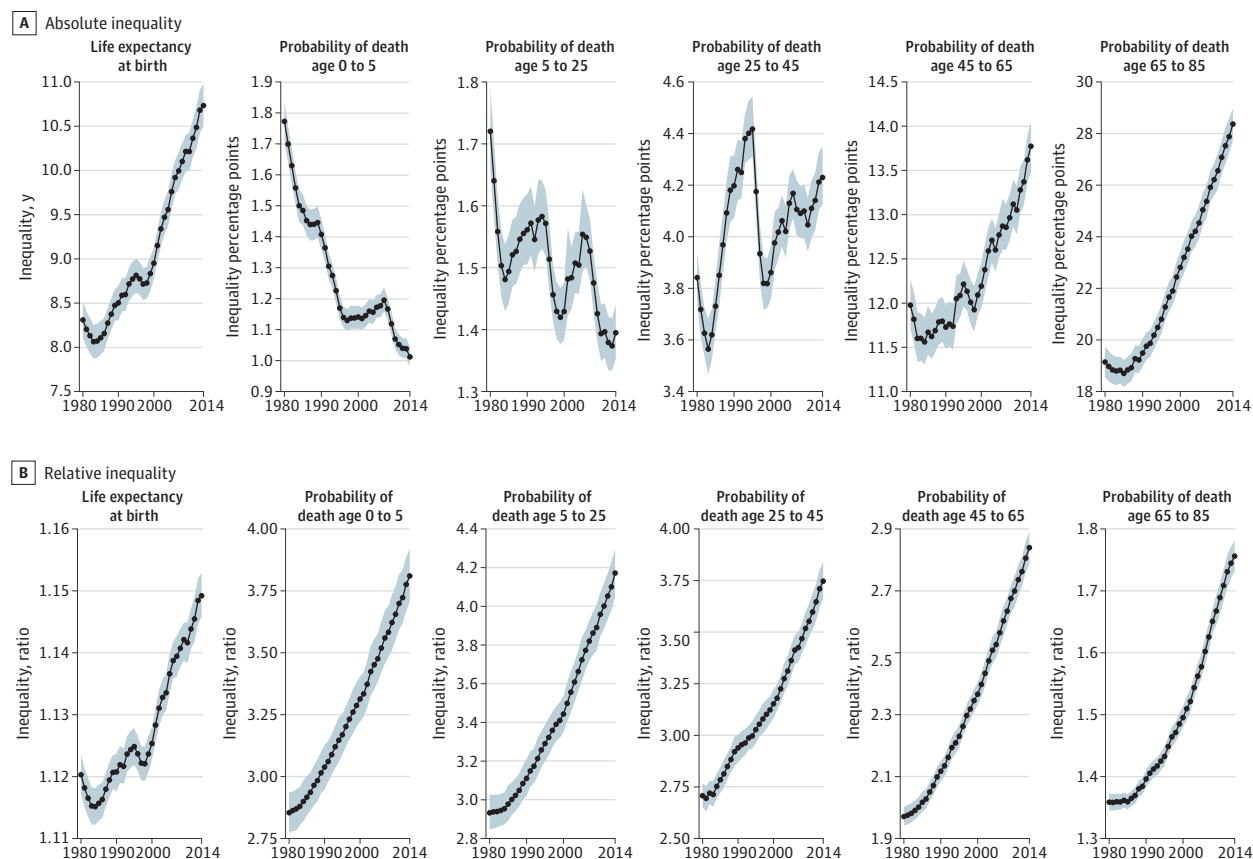 A Absolute inequality
Life expectancy
at birth
Inequality, y
11.0
10.5
10.0
9.5
9.0
8.5
8.0
7.5
1980 1990 2000 2014
Probability of death
age 0 to 5
Inequality percentage points
1.9
1.8
1.7
1.6
1.5
1.4
1.3
1.2
1.1
1.0
0.9
1980 1990 2000 2014
Probability of death
age 5 to 25
Inequality percentage points
1.8
1.7
1.6
1.5
1.4
1.3
1980 1990 2000 2014
Probability of death
age 25 to 45
Inequality percentage points
4.6
4.4
4.2
4.0
3.8
3.6
3.4
1980 1990 2000 2014
Probability of death
age 45 to 65
Inequality percentage points
14.5
14.0
13.5
13.0
12.5
12.0
11.5
11.0
1980 1990 2000 2014
Probability of death
age 65 to 85
Inequality percentage points
30
28
26
24
22
20
18
1980 1990 2000 2014
B Relative inequality
Life expectancy
at birth
Inequality, ratio
1.16
1.15
1.14
1.13
1.12
1.11
1980 1990 2000 2014
Probability of
death age 0 to 5
Inequality, ratio
4.00
3.75
3.50
3.25
3.00
2.75
1980 1990 2000 2014
Probability of
death age 5 to 25
Inequality, ratio
4.4
4.2
4.0
3.8
3.6
3.4
3.2
3.0
2.8
1980 1990 2000 2014
Probability of
death age 25 to 45
Inequality, ratio
4.00
3.75
3.50
3.25
3.00
2.75
2.50
1980 1990 2000 2014
Probability of
death age 45 to 65
Inequality, ratio
2.9
2.7
2.5
2.3
2.1
1.9
1980 1990 2000 2014
Probability of death
age 65 to 85
Inequality, ratio
1.8
1.7
1.6
1.5
1.4
1.3
1980 1990 2000 2014